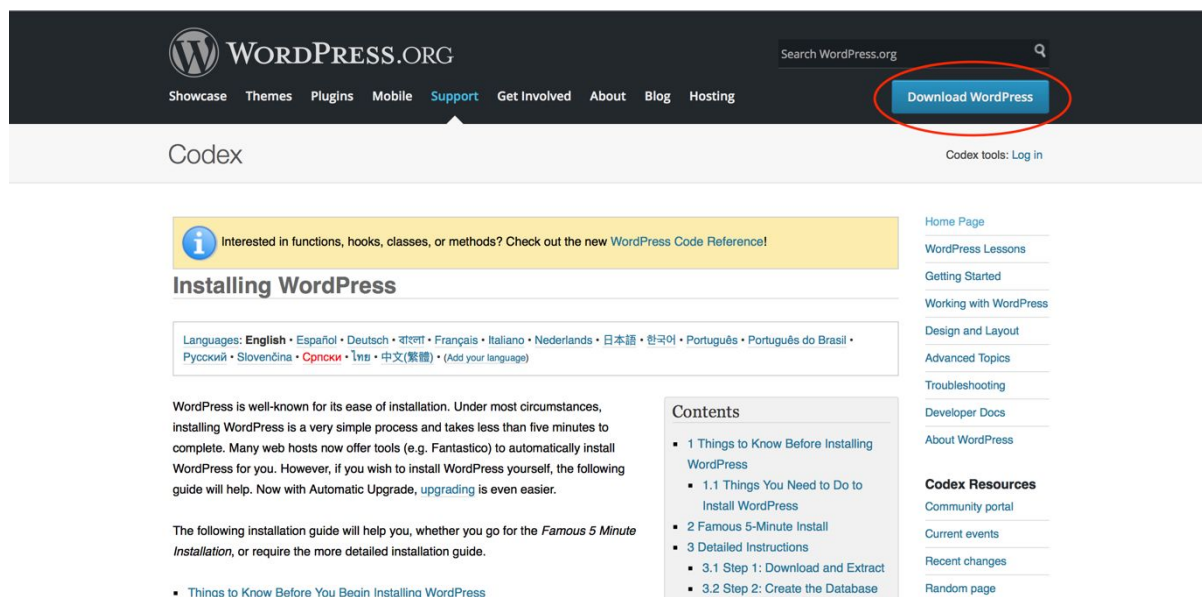 WORDPRESS.ORG
Search WordPress.org
Showcase Themes Plugins Mobile Support Get Involved About Blog Hosting
Download WordPress
Codex
Codex tools: Log in
Interested in functions, hooks, classes, or methods? Check out the new WordPress Code Reference!
Installing WordPress
Languages: English • Español • Deutsch • বাংলা • Français • Italiano • Nederlands • 日本語 • 한국어 • Português • Português do Brasil •
Русский • Slovenčina • Српски • ไทย • 中文(繁體) • (Add your language)
WordPress is well-known for its ease of installation. Under most circumstances,
installing WordPress is a very simple process and takes less than five minutes to
complete. Many web hosts now offer tools (e.g. Fantastico) to automatically install
WordPress for you. However, if you wish to install WordPress yourself, the following
guide will help. Now with Automatic Upgrade, upgrading is even easier.
The following installation guide will help you, whether you go for the Famous 5 Minute
Installation, or require the more detailed installation guide.
▪ Things to Know Before You Begin Installing WordPress
Contents
▪ 1 Things to Know Before Installing
WordPress
▪ 1.1 Things You Need to Do to
Install WordPress
▪ 2 Famous 5-Minute Install
▪ 3 Detailed Instructions
▪ 3.1 Step 1: Download and Extract
▪ 3.2 Step 2: Create the Database
Home Page
WordPress Lessons
Getting Started
Working with WordPress
Design and Layout
Advanced Topics
Troubleshooting
Developer Docs
About WordPress
Codex Resources
Community portal
Current events
Recent changes
Random page